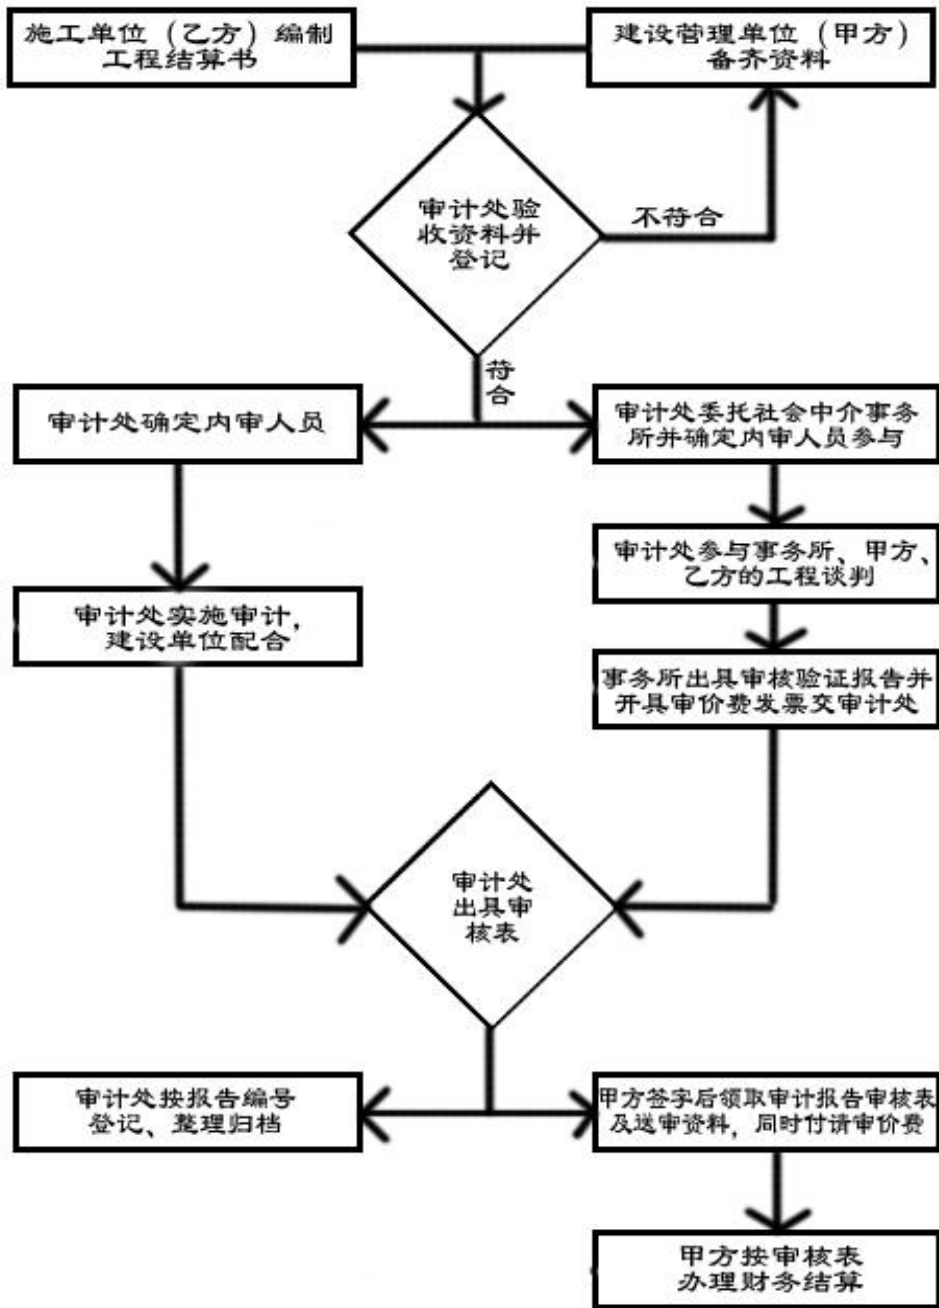 施工单位（乙方）编制
工程结算书
建设管理单位（甲方）
备齐资料
审计处验
收资料并
登记
不符合
符
合
审计处确定内审人员
审计处委托社会中介事务
所并确定内审人员参与
审计处参与事务所、甲方、
乙方的工程谈判
审计处实施审计，
建设单位配合
事务所出具审核验证报告并
开具审价费发票交审计处
审计处
出具审
核表
审计处按报告编号
登记、整理归档
甲方签字后领取审计报告审核表
及送审资料，同时付请审价费
甲方按审核表
办理财务结算